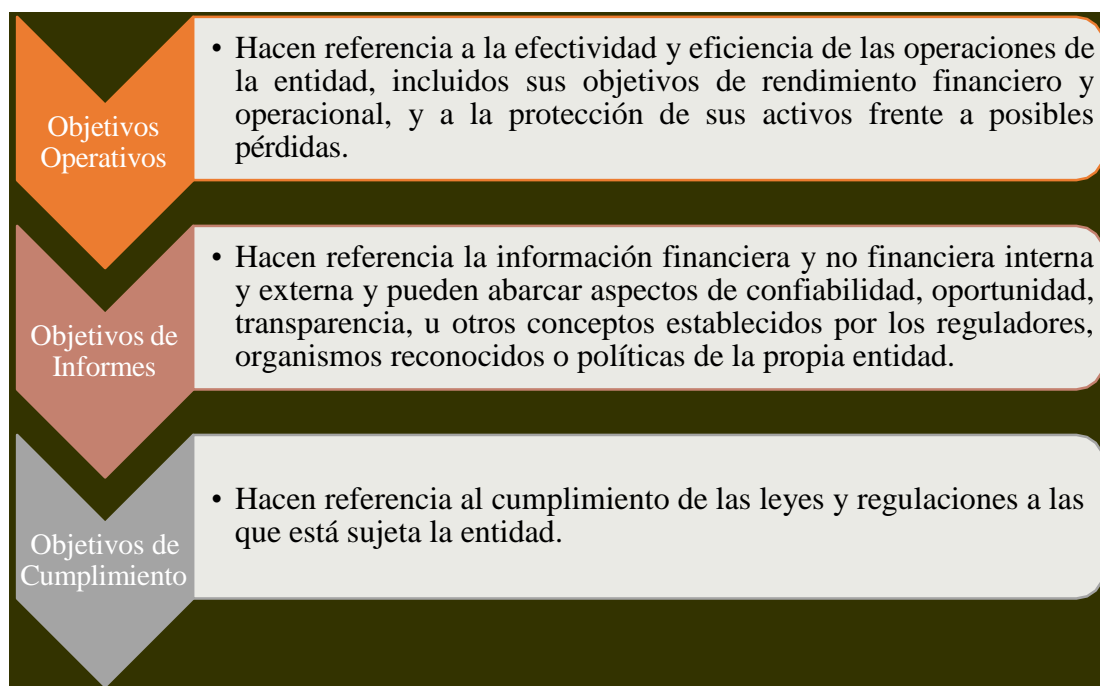 Objetivos
Operativos
• Hacen referencia a la efectividad y eficiencia de las operaciones de
la entidad, incluidos sus objetivos de rendimiento financiero y
operacional, y a la protección de sus activos frente a posibles
pérdidas.
Objetivos de
Informes
• Hacen referencia la información financiera y no financiera interna
y externa y pueden abarcar aspectos de confiabilidad, oportunidad,
transparencia, u otros conceptos establecidos por los reguladores,
organismos reconocidos o políticas de la propia entidad.
Objetivos de
Cumplimiento
• Hacen referencia al cumplimiento de las leyes y regulaciones a las
que está sujeta la entidad.